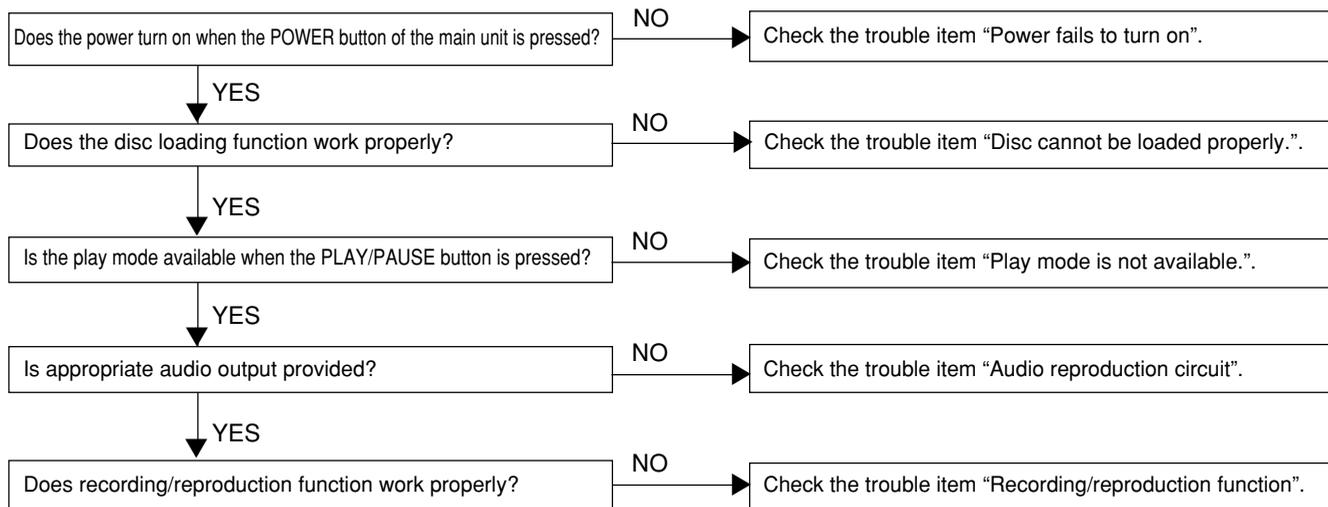 Does the power turn on when the POWER button of the main unit is pressed?
NO
Check the trouble item “Power fails to turn on”.
YES
Does the disc loading function work properly?
NO
Check the trouble item “Disc cannot be loaded properly.”.
YES
Is the play mode available when the PLAY/PAUSE button is pressed?
NO
Check the trouble item “Play mode is not available.”.
YES
Is appropriate audio output provided?
NO
Check the trouble item “Audio reproduction circuit”.
YES
Does recording/reproduction function work properly?
NO
Check the trouble item “Recording/reproduction function”.